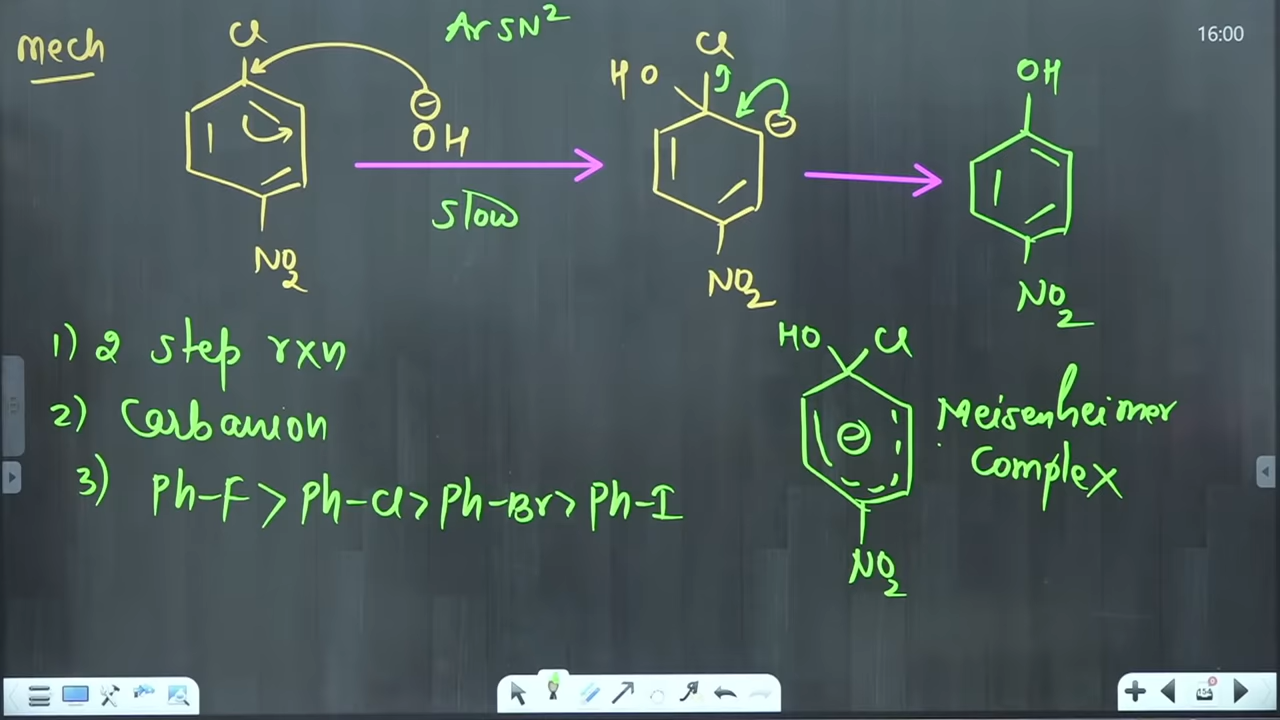 mech
ArSN²
16:00
Cl
⊖
OH
slow
NO₂
HO Cl
⊖
NO₂
OH
NO₂
1) 2 step rxn
2) Carbanion
3) Ph-F > Ph-Cl > Ph-Br > Ph-I
HO Cl
⊖
NO₂
Meisenheimer
Complex